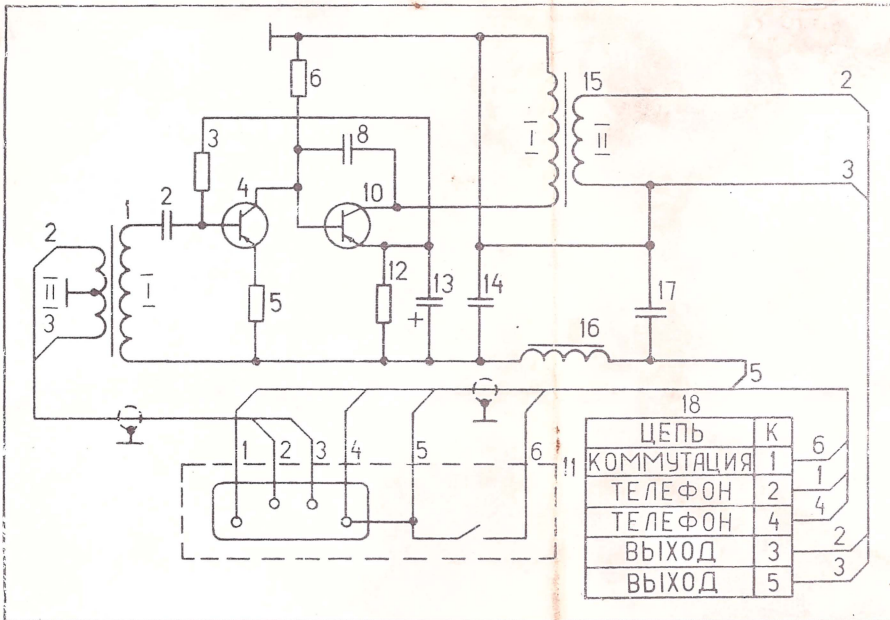 6
15
2
3
8
I
II
3
4
10
1
2
2
12
13
14
17
II
I
5
+
16
3
5
18
1 2 3 4 5 6
11
ЦЕПЬ К
КОММУТАЦИЯ 1 6
ТЕЛЕФОН 2 1
ТЕЛЕФОН 4 4
ВЫХОД 3 2
ВЫХОД 5 3